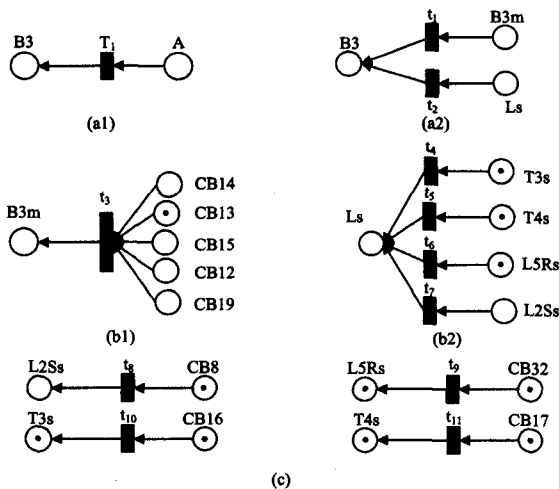 B3 T₁ A
(a1)
t₁ B3m
B3
t₂ Ls
(a2)
t₃ CB14
B3m CB13
CB15
CB12
CB19
(b1)
t₄ T3s
t₅ T4s
Ls
t₆ L5Rs
t₇ L2Ss
(b2)
L2Ss t₈ CB8
L5Rs t₉ CB32
T3s t₁₀ CB16
T4s t₁₁ CB17
(c)